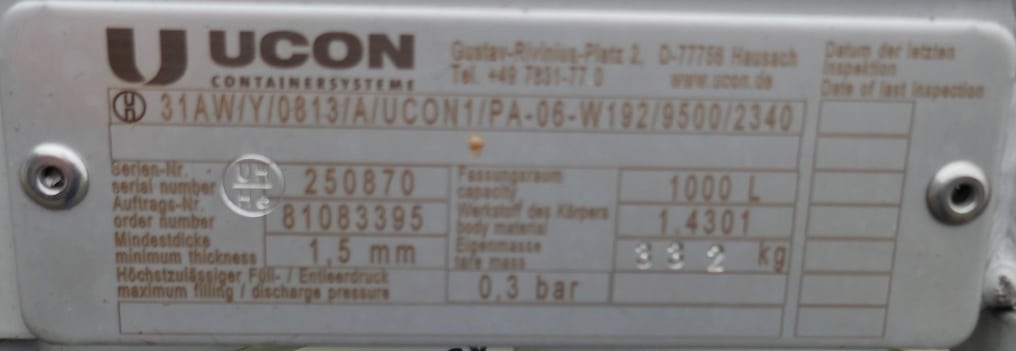 UCON
CONTAINERSYSTEME
Gustav-Rivinius-Platz 2, D-77756 Hausach
Tel. +49 7831-77 0 www.ucon.de
Datum der letzten
Inspektion
Date of last inspection
UN 31AW/Y/0813/A/UCON1/PA-06-W192/9500/2340
Serien-Nr.
serial number
250870
Fassungsraum
capacity
1000 L
Auftrags-Nr.
order number
81083395
Werkstoff des Körpers
body material
1.4301
Mindestdicke
minimum thickness
1,5 mm
Eigenmasse
tare mass
332 kg
Höchstzulässiger Füll- / Entleerdruck
maximum filling / discharge pressure
0,3 bar